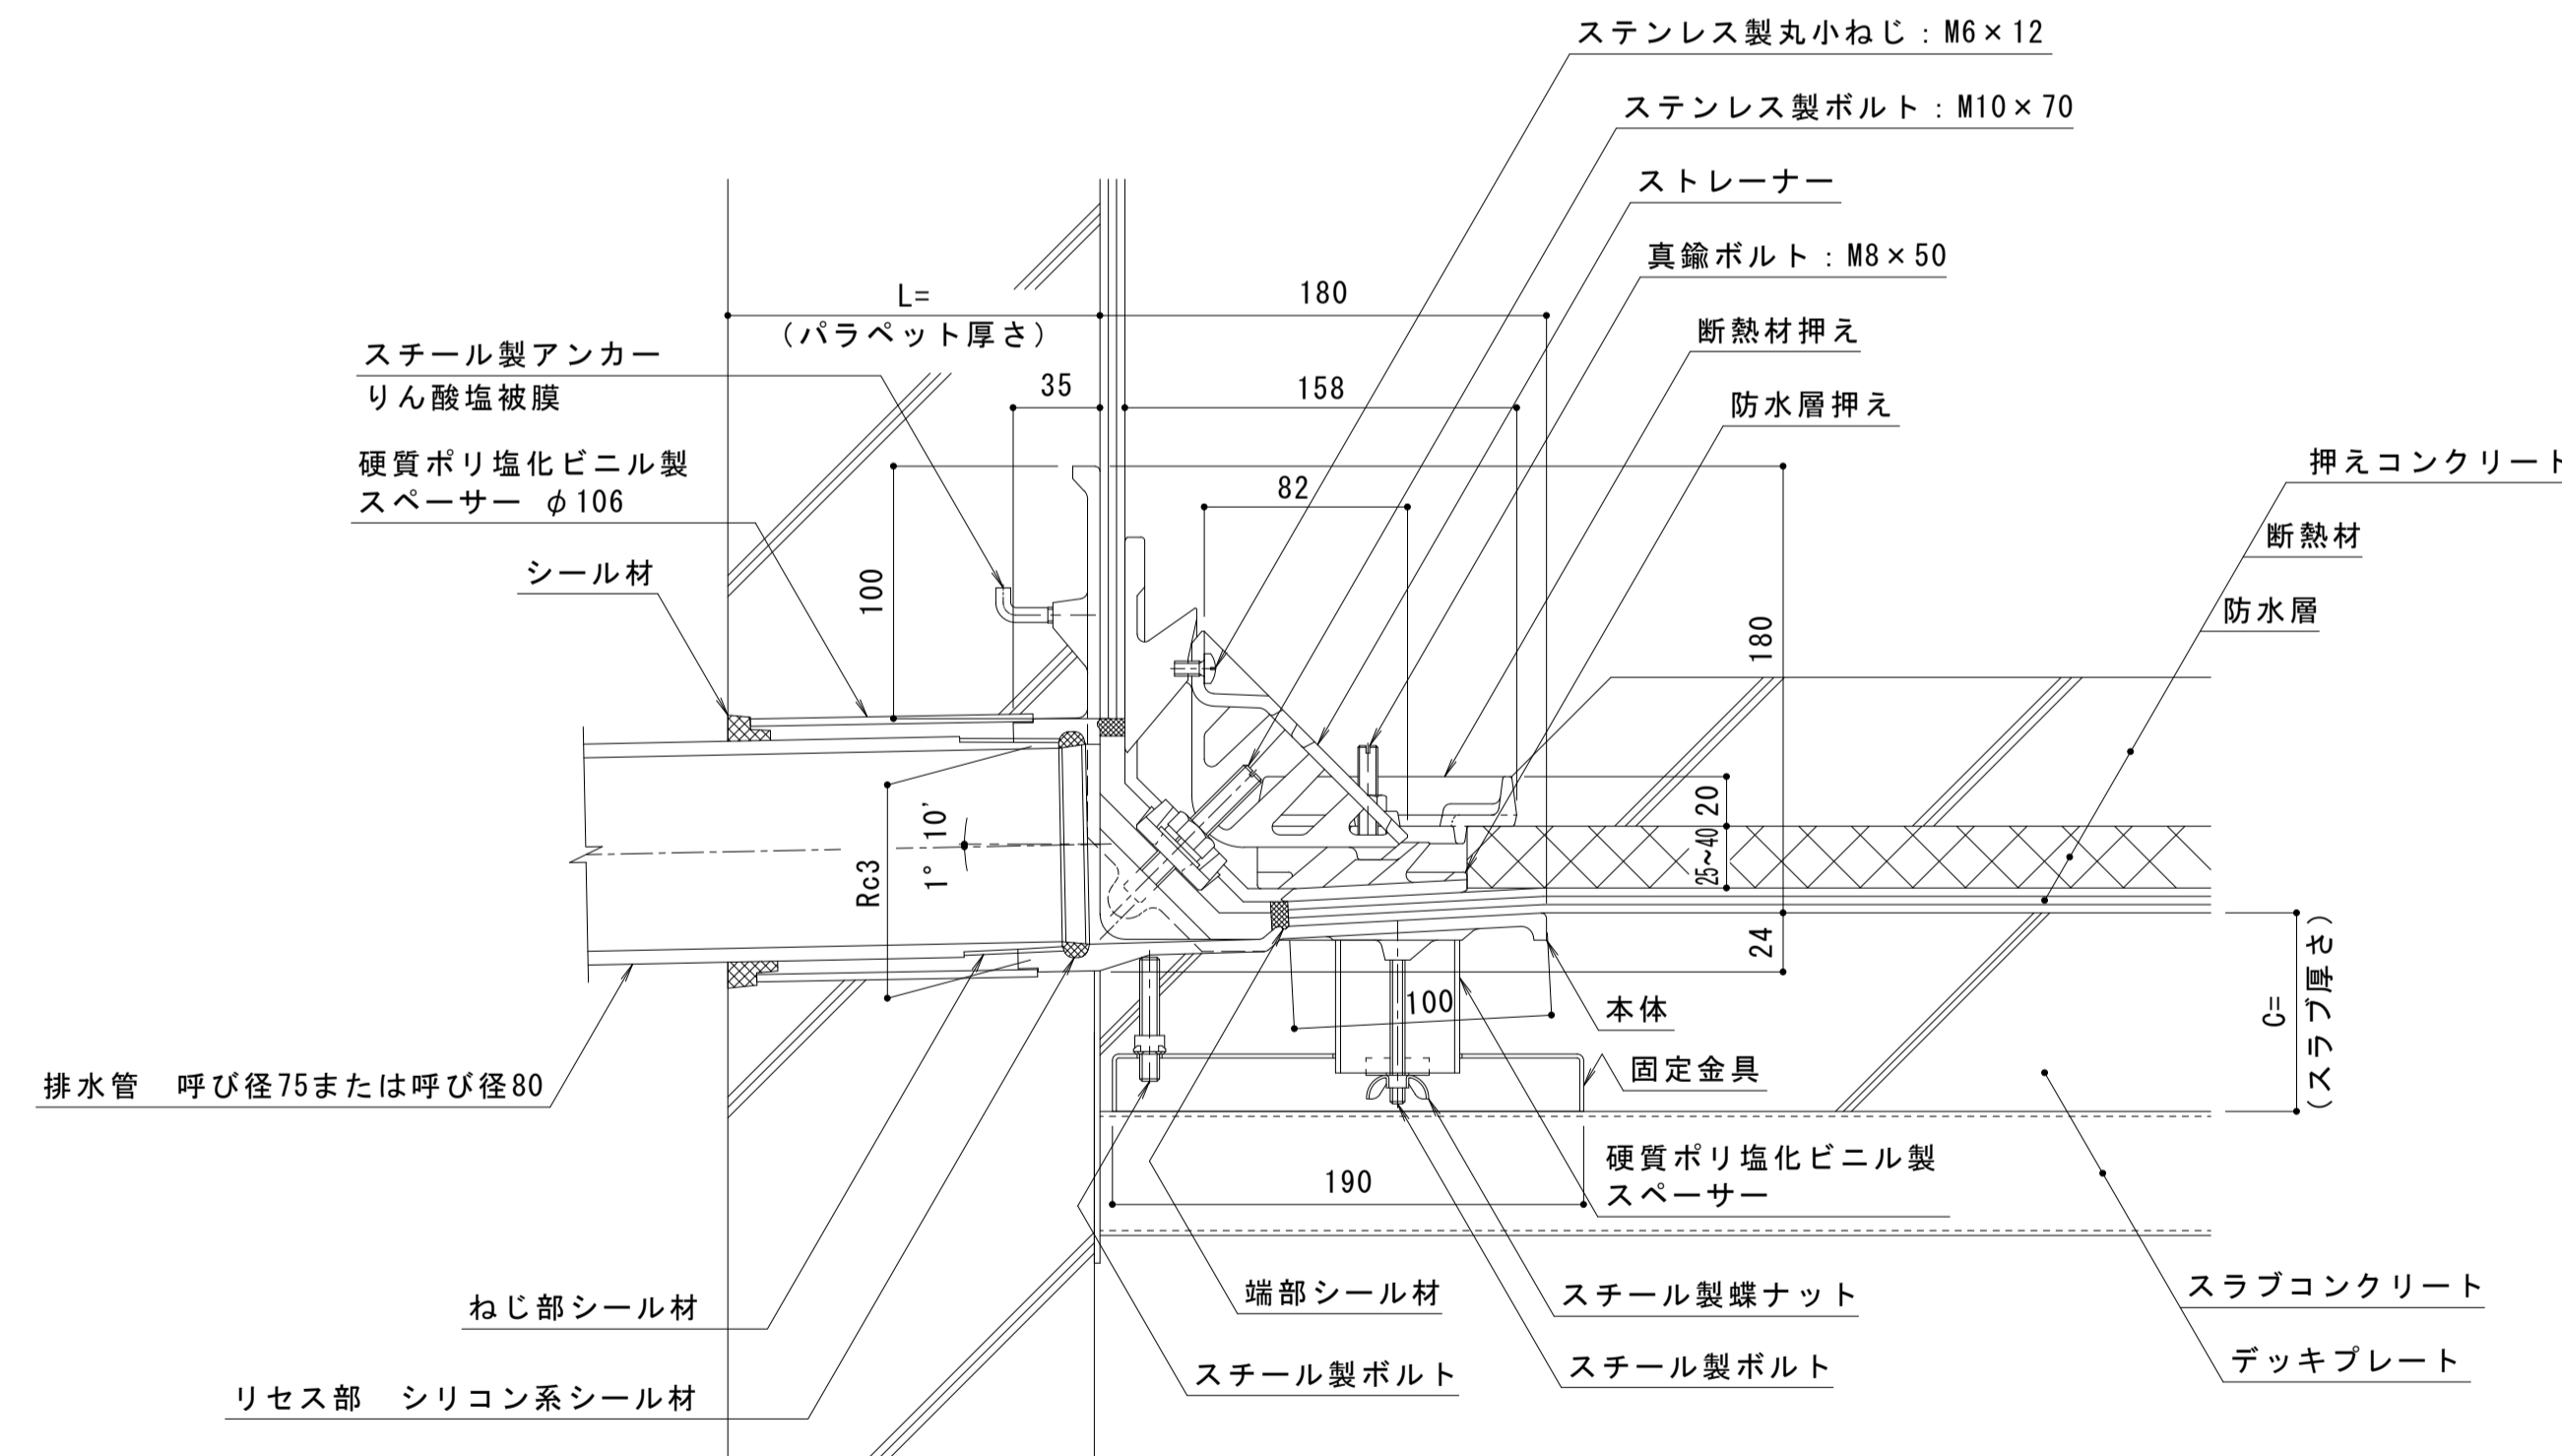 ステンレス製丸小ねじ：M6×12
ステンレス製ボルト：M10×70
ストレーナー
真鍮ボルト：M8×50
断熱材押え
防水層押え
押えコンクリート
断熱材
防水層
L=
（パラペット厚さ）
180
35
158
82
スチール製アンカー
りん酸塩被膜
硬質ポリ塩化ビニル製
スペーサー φ106
シール材
100
180
20
25~40
24
Rc3
1° 10'
100
190
C=
（スラブ厚さ）
本体
固定金具
硬質ポリ塩化ビニル製
スペーサー
排水管 呼び径75または呼び径80
ねじ部シール材
リセス部 シリコン系シール材
端部シール材
スチール製ボルト
スチール製蝶ナット
スチール製ボルト
スラブコンクリート
デッキプレート